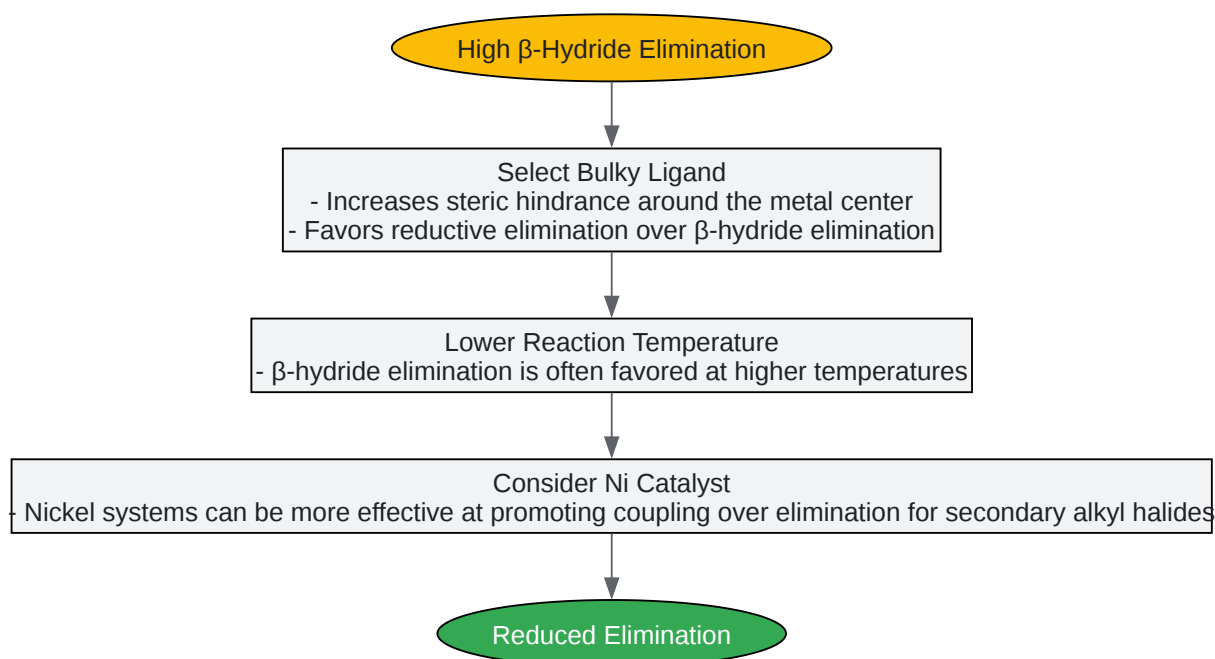 High β-Hydride Elimination
Select Bulky Ligand
- Increases steric hindrance around the metal center
- Favors reductive elimination over β-hydride elimination
Lower Reaction Temperature
- β-hydride elimination is often favored at higher temperatures
Consider Ni Catalyst
- Nickel systems can be more effective at promoting coupling over elimination for secondary alkyl halides
Reduced Elimination